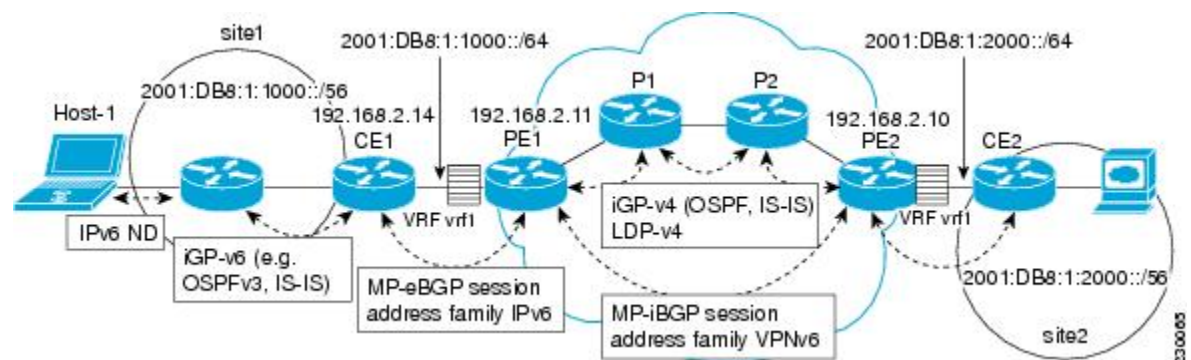 site1
2001:DB8:1:1000::/64
2001:DB8:1:2000::/64
2001:DB8:1:1000::/56
P1
P2
Host-1
192.168.2.14
192.168.2.11
192.168.2.10
CE1
PE1
PE2
CE2
VRF vrf1
VRF vrf1
IPv6 ND
iGP-v4 (OSPF, IS-IS)
LDP-v4
iGP-v6 (e.g.
OSPFv3, IS-IS)
MP-eBGP session
address family IPv6
MP-iBGP session
address family VPNv6
2001:DB8:1:2000::/56
site2
230065